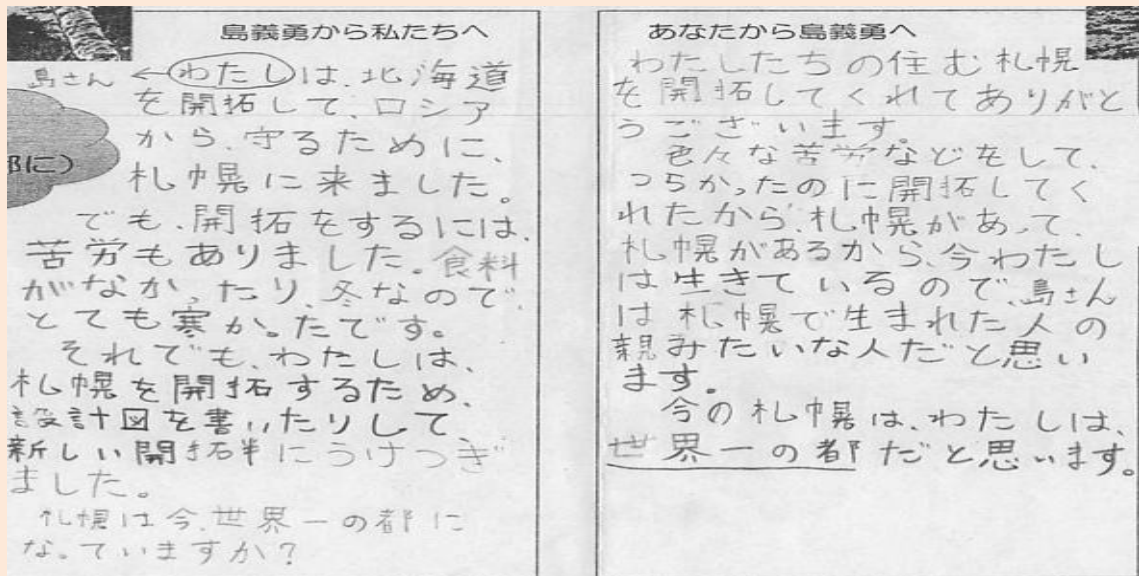 島義勇から私たちへ
島さん ←わたしは、北海道
を開拓して、ロシア
から、守るために、
札幌に来ました。
でも、開拓をするには、
苦労もありました。食料
がなかったり、冬なので、
とても寒かったです。
それでも、わたしは、
札幌を開拓するため、
設計図を書いたりして、
新しい開拓半にうけつぎ
ました。
札幌は今、世界一の都に
なっていますか?
に)
あなたから島義勇へ
わたしたちの住む札幌
を開拓してくれてありがと
うございます。
色々な苦労などをして、
つらかったのに開拓してく
れたから、札幌があって、
札幌があるから、今わたし
は生きているので、島さん
は札幌で生まれた人の
親みたいな人だと思い
ます。
今の札幌は、わたしは、
世界一の都だと思います。